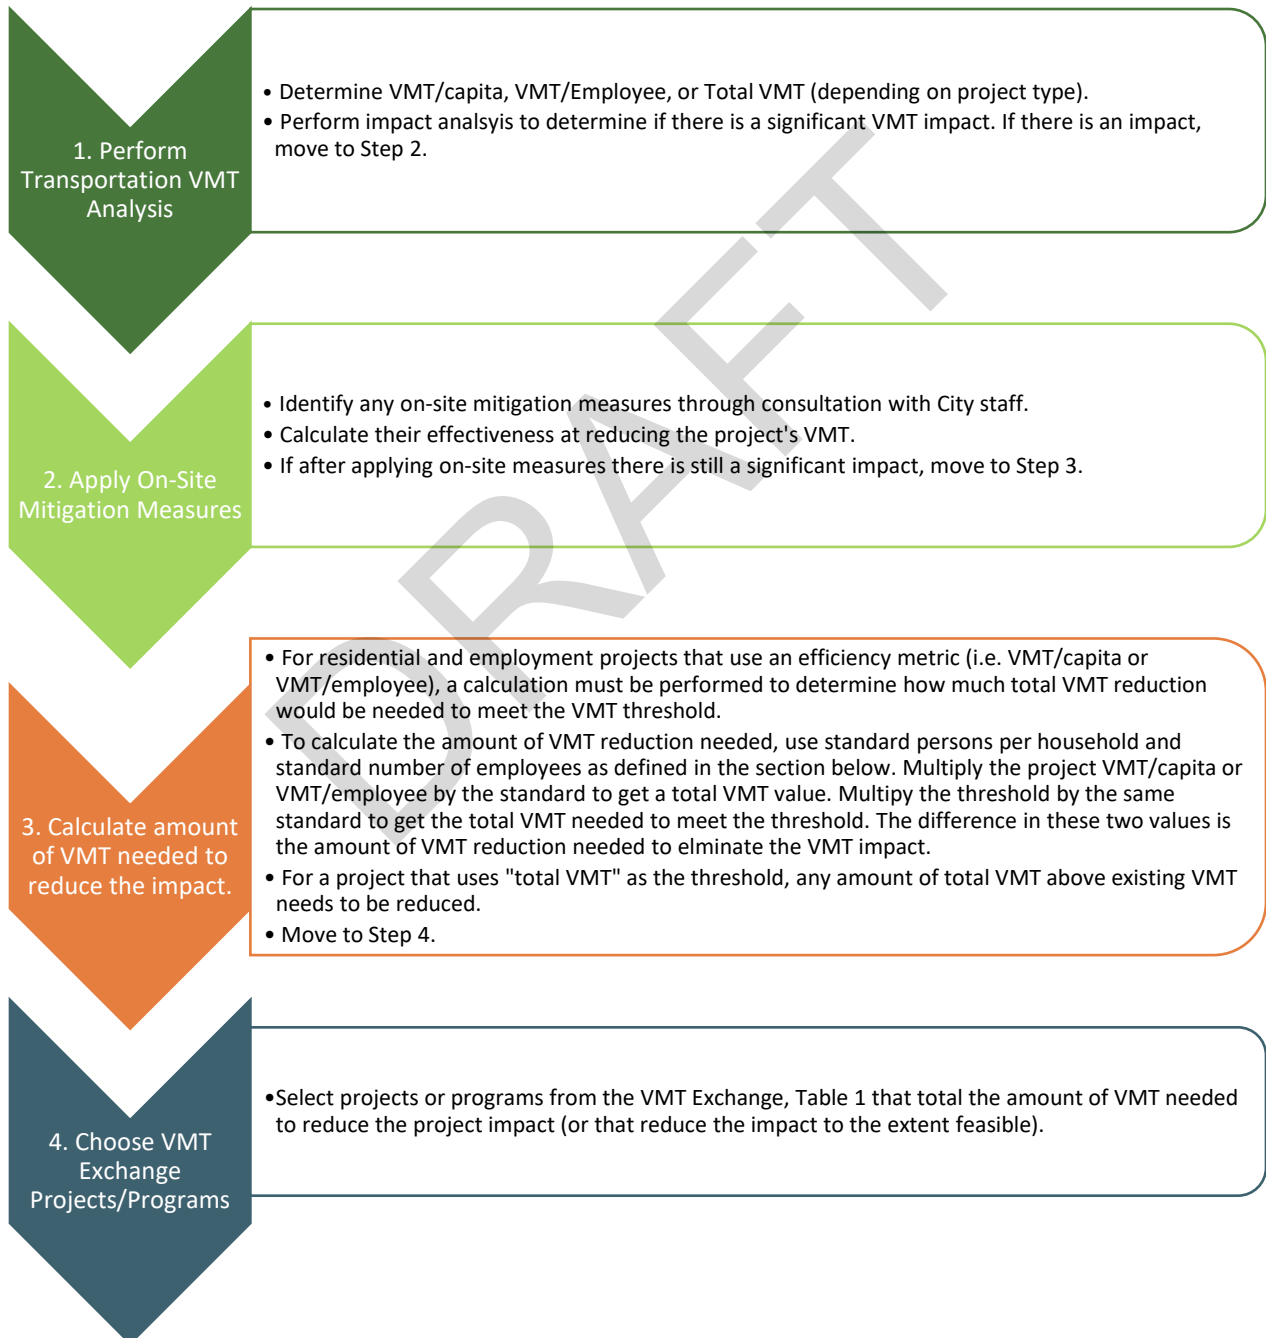 1. Perform
Transportation VMT
Analysis
• Determine VMT/capita, VMT/Employee, or Total VMT (depending on project type).
• Perform impact analsyis to determine if there is a significant VMT impact. If there is an impact,
move to Step 2.
2. Apply On-Site
Mitigation Measures
• Identify any on-site mitigation measures through consultation with City staff.
• Calculate their effectiveness at reducing the project's VMT.
• If after applying on-site measures there is still a significant impact, move to Step 3.
3. Calculate amount
of VMT needed to
reduce the impact.
• For residential and employment projects that use an efficiency metric (i.e. VMT/capita or
VMT/employee), a calculation must be performed to determine how much total VMT reduction
would be needed to meet the VMT threshold.
• To calculate the amount of VMT reduction needed, use standard persons per household and
standard number of employees as defined in the section below. Multiply the project VMT/capita or
VMT/employee by the standard to get a total VMT value. Multipy the threshold by the same
standard to get the total VMT needed to meet the threshold. The difference in these two values is
the amount of VMT reduction needed to elminate the VMT impact.
• For a project that uses "total VMT" as the threshold, any amount of total VMT above existing VMT
needs to be reduced.
• Move to Step 4.
4. Choose VMT
Exchange
Projects/Programs
•Select projects or programs from the VMT Exchange, Table 1 that total the amount of VMT needed
to reduce the project impact (or that reduce the impact to the extent feasible).
DRAFT